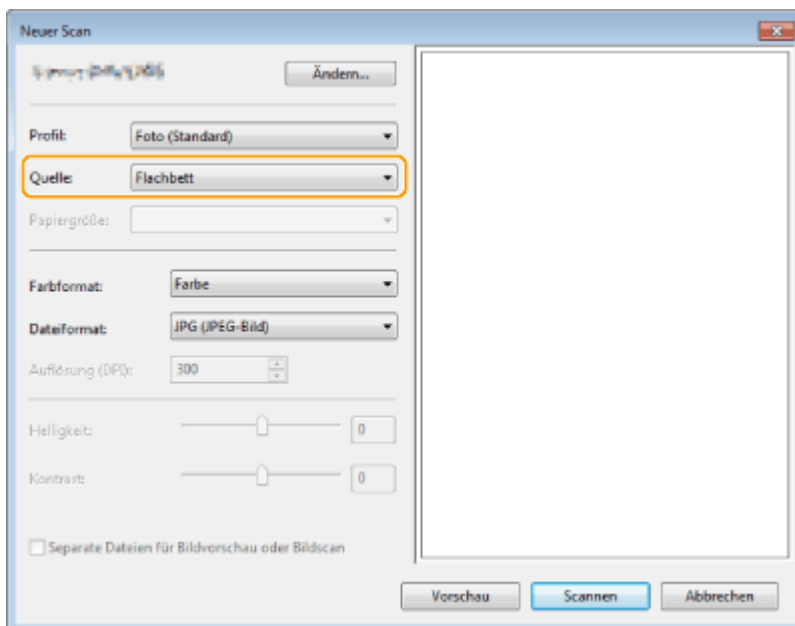 Neuer Scan
Ändern...
Profil: Foto (Standard)
Quelle: Flachbett
Papiergröße:
Farbformat: Farbe
Dateiformat: JPG (JPEG-Bild)
Auflösung (DPI): 300
Helligkeit: 0
Kontrast: 0
Separate Dateien für Bildvorschau oder Bildscan
Vorschau Scannen Abbrechen